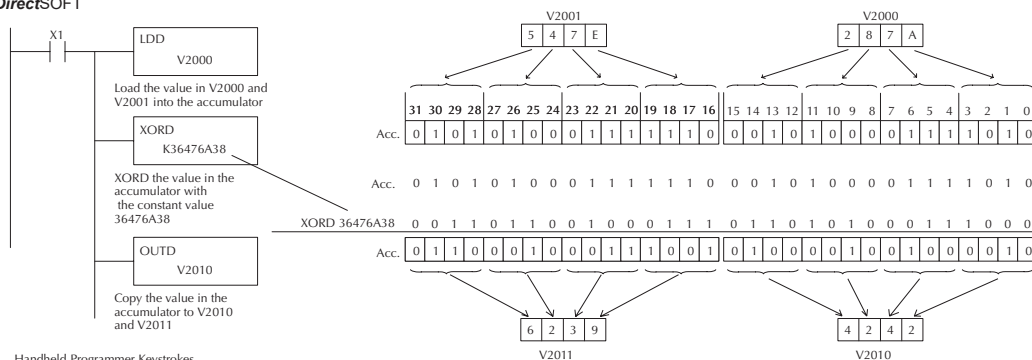 DirectSOFT
X1
LDD
V2000
Load the value in V2000 and
V2001 into the accumulator
XORD
K36476A38
XORD the value in the
accumulator with
the constant value
36476A38
OUTD
V2010
Copy the value in the
accumulator to V2010
and V2011
Handheld Programmer Keystrokes
V2001 V2000
5 4 7 E 2 8 7 A
31 30 29 28 27 26 25 24 23 22 21 20 19 18 17 16 15 14 13 12 11 10 9 8 7 6 5 4 3 2 1 0
Acc. 0 1 0 1 0 1 0 0 0 1 1 1 1 1 1 0 0 0 1 0 1 0 0 0 0 1 1 1 1 0 1 0
Acc. 0 1 0 1 0 1 0 0 0 1 1 1 1 1 1 0 0 0 1 0 1 0 0 0 0 1 1 1 1 0 1 0
XORD 36476A38 0 0 1 1 0 1 1 0 0 1 0 0 0 1 1 1 0 1 1 0 1 0 1 0 0 0 1 1 1 0 0 0
Acc. 0 1 1 0 0 0 1 0 0 0 1 1 1 0 0 1 0 1 0 0 0 0 1 0 0 1 0 0 0 0 1 0
6 2 3 9 4 2 4 2
V2011 V2010